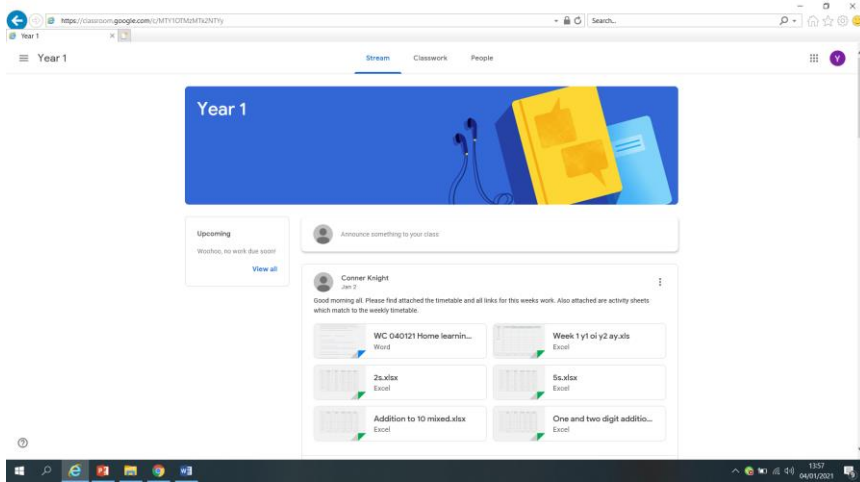 https://classroom.google.com/c/MTY1OTMzMTk2NTYy
Search...
Year 1
Year 1
Stream Classwork People
Y
Year 1
Upcoming
Woohoo, no work due soon!
View all
Announce something to your class
Conner Knight
Jan 2
Good morning all. Please find attached the timetable and all links for this weeks work. Also attached are activity sheets
which match to the weekly timetable.
WC 040121 Home learnin...
Word
Week 1 y1 oi y2 ay.xls
Excel
2s.xlsx
Excel
5s.xlsx
Excel
Addition to 10 mixed.xlsx
Excel
One and two digit additio...
Excel
13:57
04/01/2021